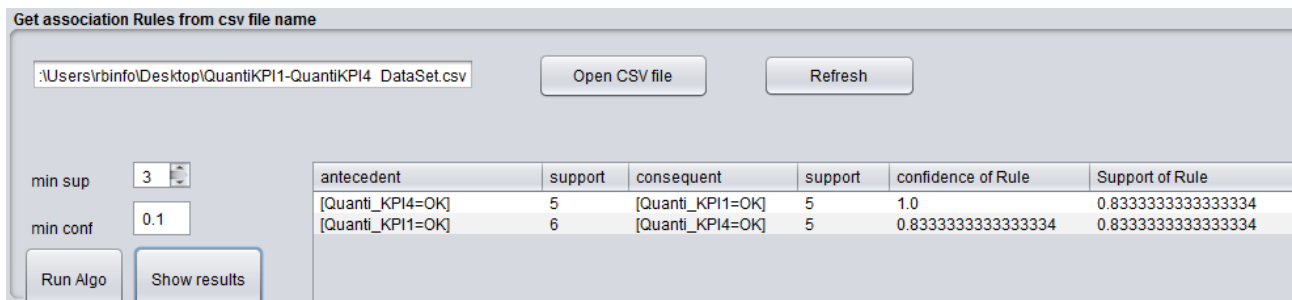 Get association Rules from csv file name
:\Users\rbinfo\Desktop\QuantiKPI1-QuantiKPI4_DataSet.csv Open CSV file Refresh
min sup 3
min conf 0.1
antecedent support consequent support confidence of Rule Support of Rule
[Quanti_KPI4=OK] 5 [Quanti_KPI1=OK] 5 1.0 0.8333333333333334
[Quanti_KPI1=OK] 6 [Quanti_KPI4=OK] 5 0.8333333333333334 0.8333333333333334
Run Algo Show results